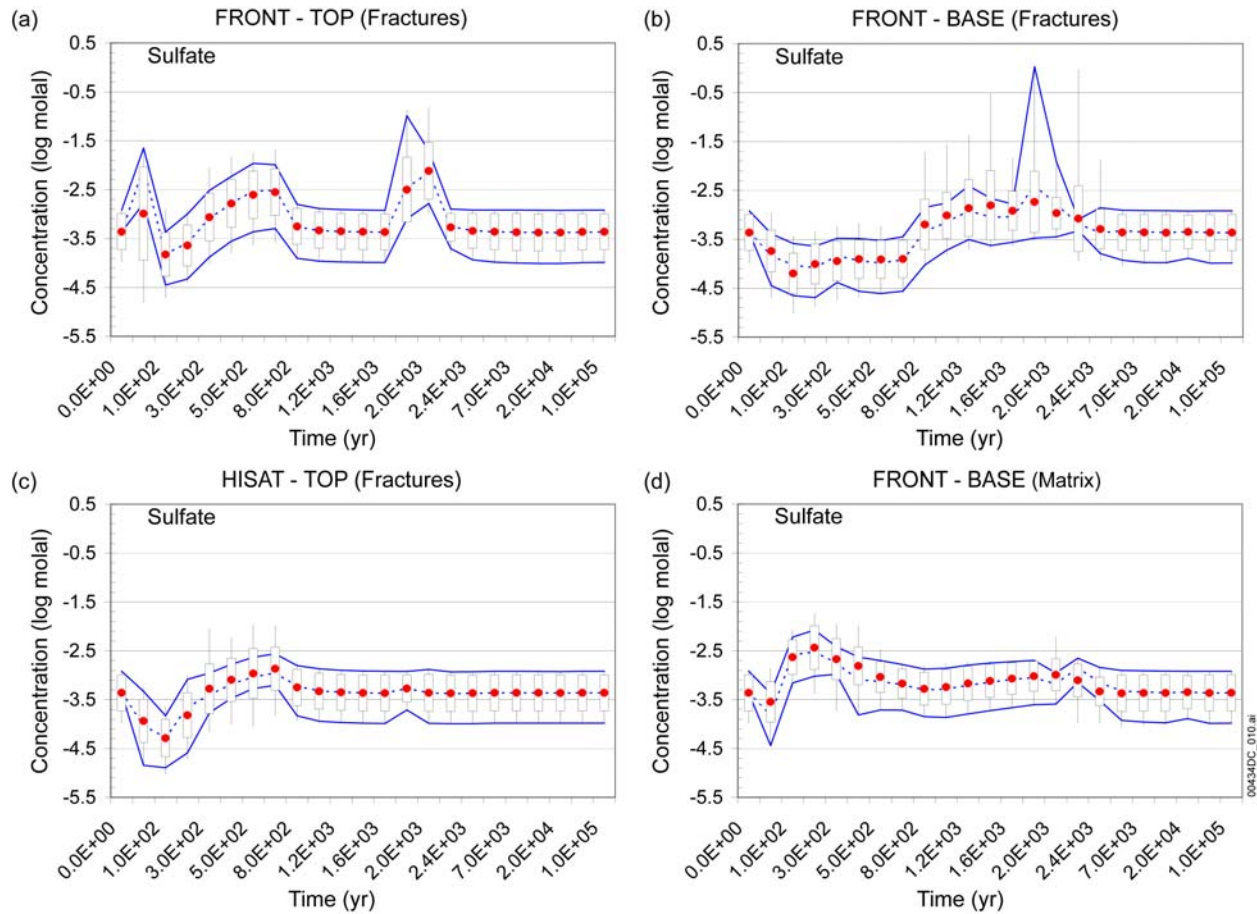 (a) FRONT - TOP (Fractures)
Sulfate
Concentration (log molal)
0.5
-0.5
-1.5
-2.5
-3.5
-4.5
-5.5
0.0E+00 1.0E+02 3.0E+02 5.0E+02 8.0E+02 1.2E+03 1.6E+03 2.0E+03 2.4E+03 7.0E+03 2.0E+04 1.0E+05
Time (yr)
(b) FRONT - BASE (Fractures)
Sulfate
Concentration (log molal)
0.5
-0.5
-1.5
-2.5
-3.5
-4.5
-5.5
0.0E+00 1.0E+02 3.0E+02 5.0E+02 8.0E+02 1.2E+03 1.6E+03 2.0E+03 2.4E+03 7.0E+03 2.0E+04 1.0E+05
Time (yr)
(c) HISAT - TOP (Fractures)
Sulfate
Concentration (log molal)
0.5
-0.5
-1.5
-2.5
-3.5
-4.5
-5.5
0.0E+00 1.0E+02 3.0E+02 5.0E+02 8.0E+02 1.2E+03 1.6E+03 2.0E+03 2.4E+03 7.0E+03 2.0E+04 1.0E+05
Time (yr)
(d) FRONT - BASE (Matrix)
Sulfate
Concentration (log molal)
0.5
-0.5
-1.5
-2.5
-3.5
-4.5
-5.5
0.0E+00 1.0E+02 3.0E+02 5.0E+02 8.0E+02 1.2E+03 1.6E+03 2.0E+03 2.4E+03 7.0E+03 2.0E+04 1.0E+05
Time (yr)
00434DC_010.ai